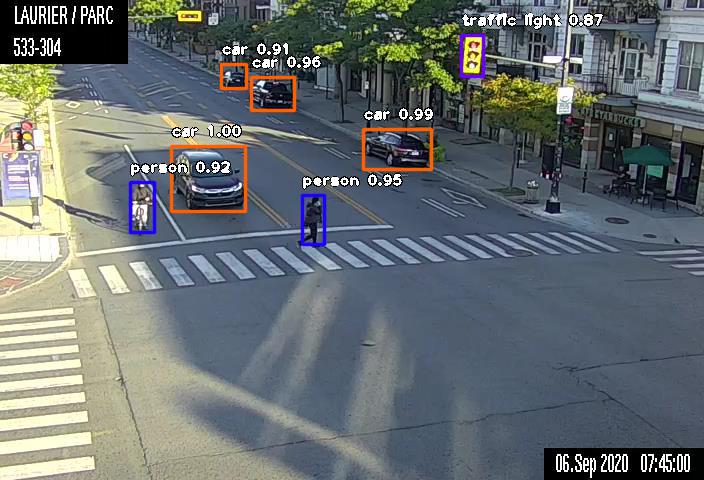 LAURIER / PARC
533-304
traffic light 0.87
car 0.91
car 0.96
car 0.99
car 1.00
person 0.92
person 0.95
STARBUCKS
06.Sep 2020 07:45:00